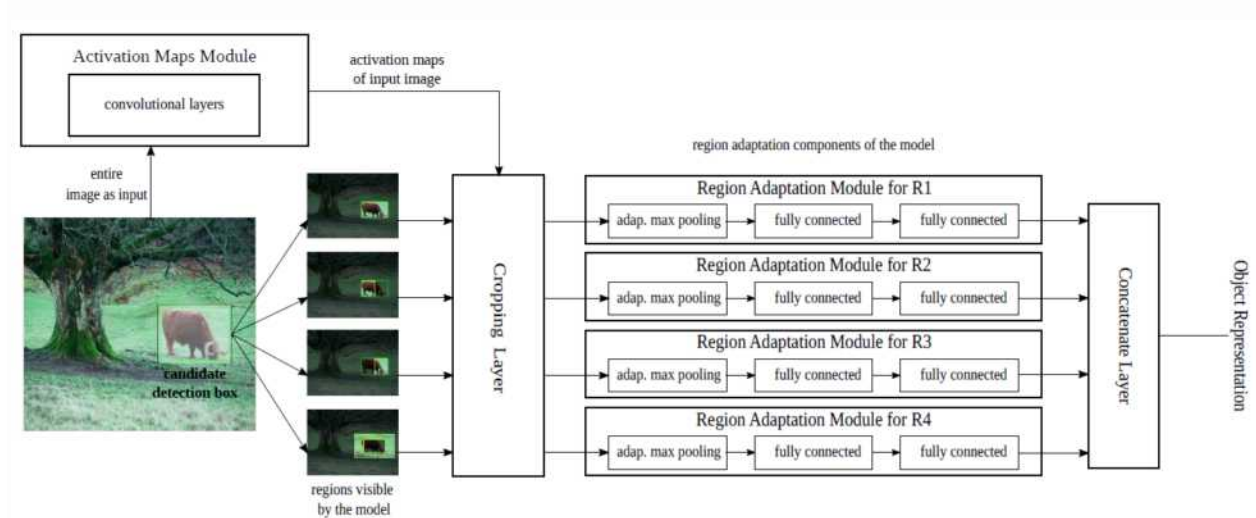 Activation Maps Module
convolutional layers
activation maps
of input image
entire
image as input
candidate
detection box
regions visible
by the model
Cropping Layer
region adaptation components of the model
Region Adaptation Module for R1
adap. max pooling
fully connected
fully connected
Region Adaptation Module for R2
adap. max pooling
fully connected
fully connected
Region Adaptation Module for R3
adap. max pooling
fully connected
fully connected
Region Adaptation Module for R4
adap. max pooling
fully connected
fully connected
Concatenate Layer
Object Representation